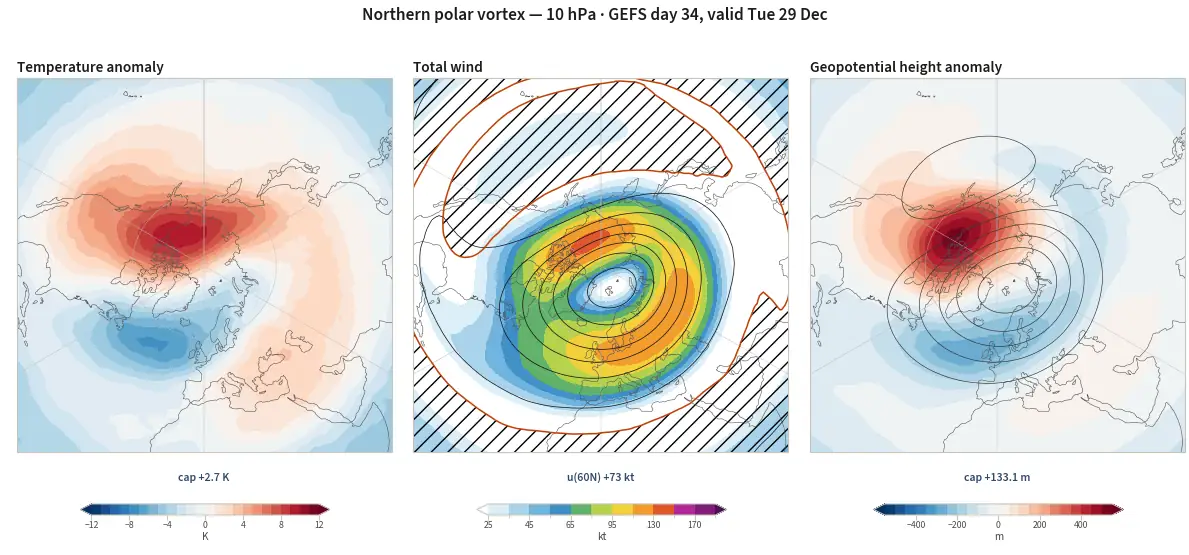 Northern polar vortex — 10 hPa · GEFS day 34, valid Tue 29 Dec
Temperature anomaly
Total wind
Geopotential height anomaly
cap +2.7 K
u(60N) +73 kt
cap +133.1 m
−12 −8 −4 0 4 8 12
K
25 45 65 95 130 170
kt
−400 −200 0 200 400
m